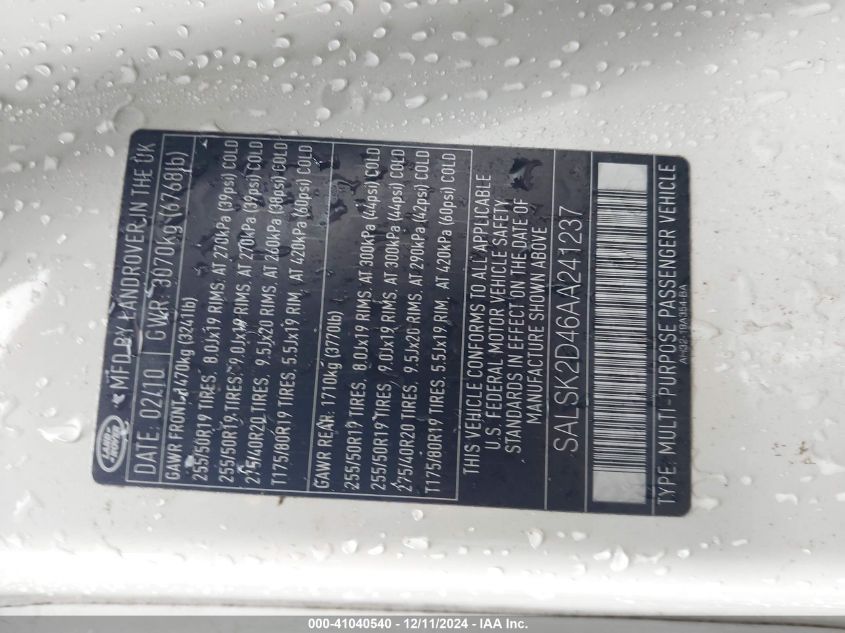 LAND ROVER
MFD BY LANDROVER IN THE UK
DATE: 02/10 GWR 3070kg (6768lb)
GAWR FRONT: 1470kg (3241lb)
255/50R19 TIRES, 8.0Jx19 RIMS, AT 270kPa (39psi) COLD
255/50R19 TIRES, 9.0Jx19 RIMS, AT 270kPa (39psi) COLD
275/40R20 TIRES, 9.5Jx20 RIMS, AT 260kPa (38psi) COLD
T175/80R19 TIRES, 5.5Jx19 RIM, AT 420kPa (60psi) COLD
GAWR REAR: 1710kg (3770lb)
255/50R19 TIRES, 8.0Jx19 RIMS, AT 300kPa (44psi) COLD
255/50R19 TIRES, 9.0Jx19 RIMS, AT 300kPa (44psi) COLD
275/40R20 TIRES, 9.5Jx20 RIMS, AT 290kPa (42psi) COLD
T175/80R19 TIRES, 5.5Jx19 RIM, AT 420kPa (60psi) COLD
THIS VEHICLE CONFORMS TO ALL APPLICABLE
U.S. FEDERAL MOTOR VEHICLE SAFETY
STANDARDS IN EFFECT ON THE DATE OF
MANUFACTURE SHOWN ABOVE
SALSK2D46AA241237
AH32-19A354-BA
TYPE: MULTI-PURPOSE PASSENGER VEHICLE
000-41040540 - 12/11/2024 - IAA Inc.